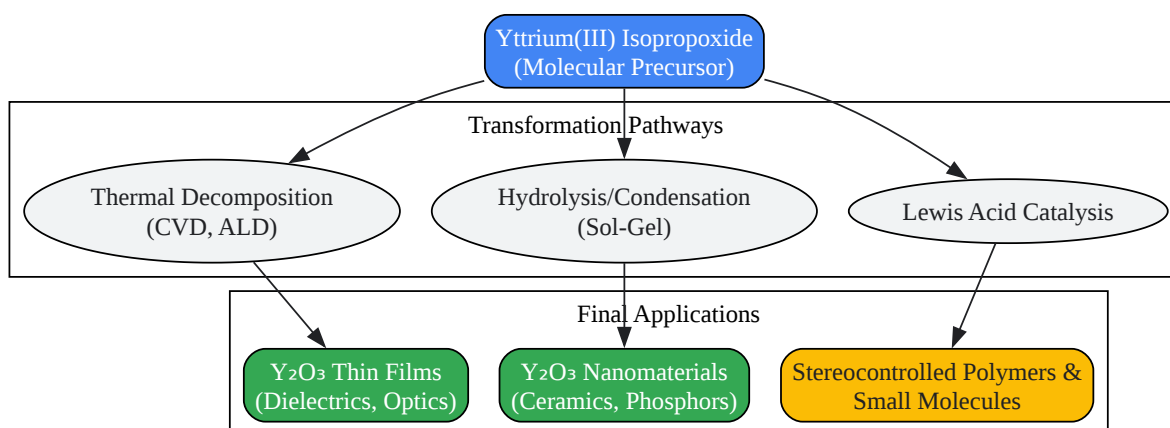 Yttrium(III) Isopropoxide
(Molecular Precursor)
Transformation Pathways
Thermal Decomposition
(CVD, ALD)
Hydrolysis/Condensation
(Sol-Gel)
Lewis Acid Catalysis
Final Applications
Y₂O₃ Thin Films
(Dielectrics, Optics)
Y₂O₃ Nanomaterials
(Ceramics, Phosphors)
Stereocontrolled Polymers &
Small Molecules